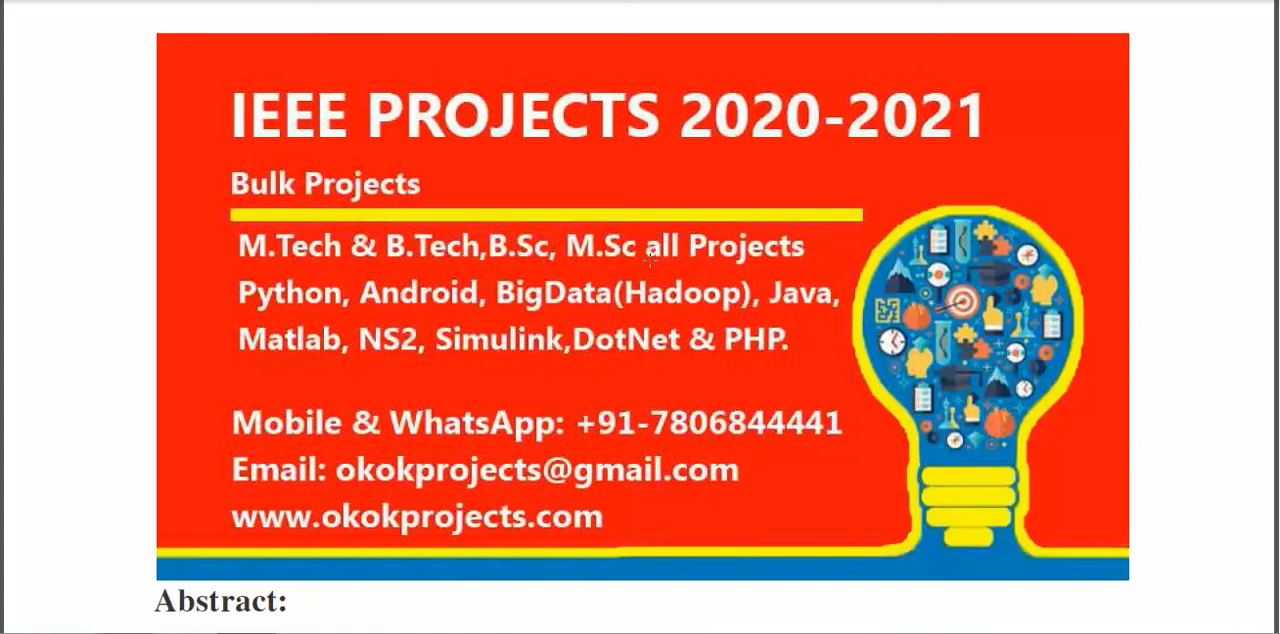 IEEE PROJECTS 2020-2021
Bulk Projects
M.Tech & B.Tech,B.Sc, M.Sc all Projects
Python, Android, BigData(Hadoop), Java,
Matlab, NS2, Simulink,DotNet & PHP.
Mobile & WhatsApp: +91-7806844441
Email: okokprojects@gmail.com
www.okokprojects.com
Abstract: